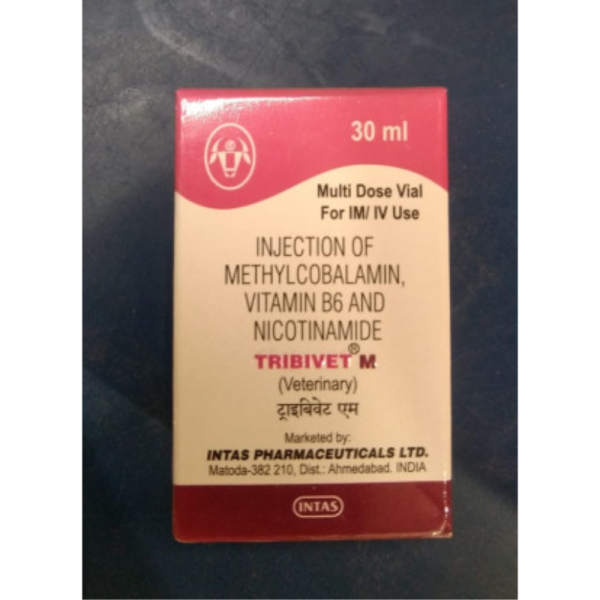 30 ml
Multi Dose Vial
For IM/ IV Use
INJECTION OF
METHYLCOBALAMIN,
VITAMIN B6 AND
NICOTINAMIDE
TRIBIVET® M
(Veterinary)
ट्राइबिवेट एम
Marketed by:
INTAS PHARMACEUTICALS LTD.
Matoda-382 210, Dist.: Ahmedabad. INDIA
INTAS